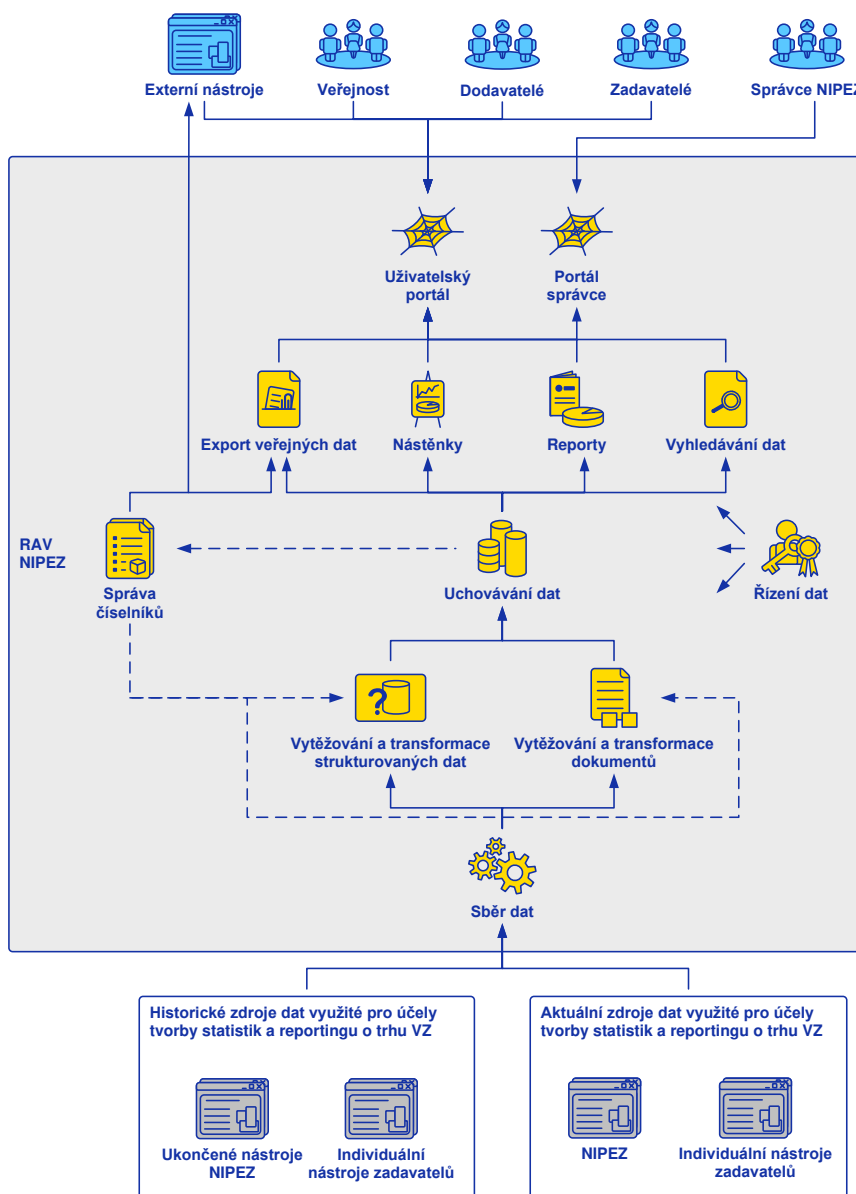 Externí nástroje
Veřejnost
Dodavatelé
Zadavatelé
Správce NIPEZ
Uživatelský
portál
Portál
správce
Export veřejných dat
Nástěnky
Reporty
Vyhledávání dat
RAV
NIPEZ
Správa
číselníků
Uchovávání dat
Řízení dat
?
Vytěžování a transformace
strukturovaných dat
Vytěžování a transformace
dokumentů
Sběr dat
Historické zdroje dat využité pro účely
tvorby statistik a reportingu o trhu VZ
Ukončené nástroje
NIPEZ
Individuální
nástroje zadavatelů
Aktuální zdroje dat využité pro účely
tvorby statistik a reportingu o trhu VZ
NIPEZ
Individuální nástroje
zadavatelů